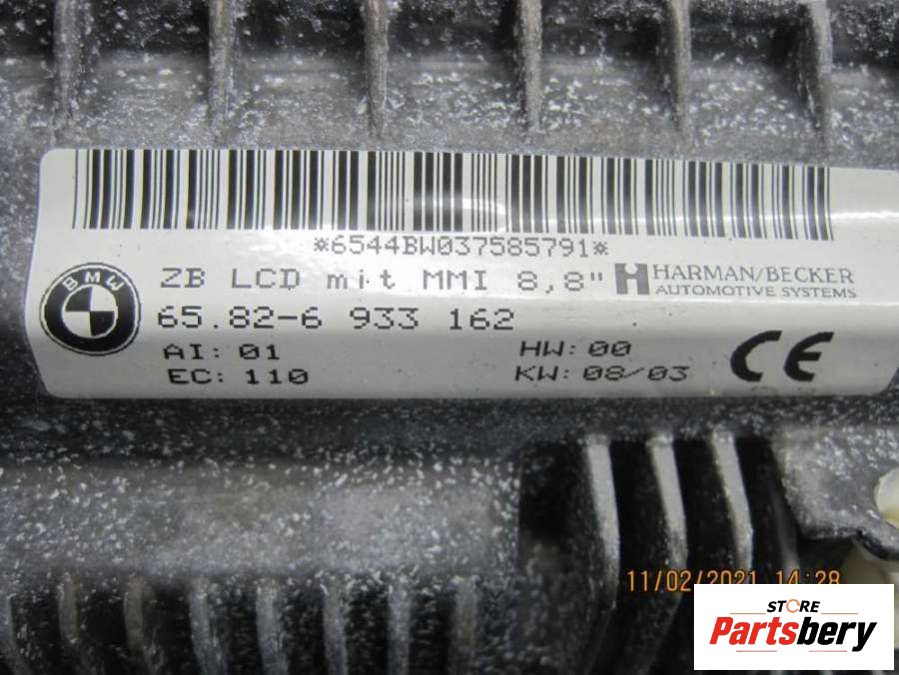 *6544BW037585791*
ZB LCD mit MMI 8,8" HARMAN/BECKER
AUTOMOTIVE SYSTEMS
BMW
65.82-6 933 162
AI: 01 HW: 00
EC: 110 KW: 08/03
CE
11/02/2021 14:28
STORE
Partsbery